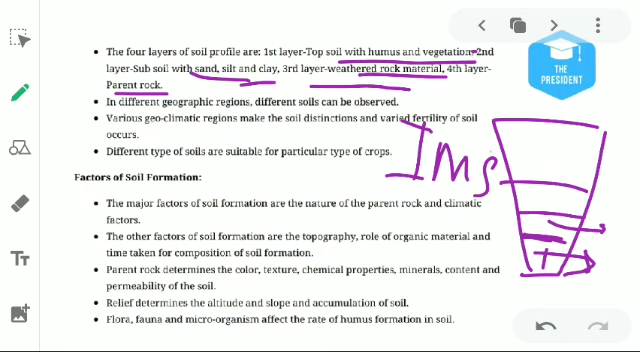 The four layers of soil profile are: 1st layer-Top soil with humus and vegetation, 2nd
layer-Sub soil with sand, silt and clay, 3rd layer-weathered rock material, 4th layer-
Parent rock.
In different geographic regions, different soils can be observed.
Various geo-climatic regions make the soil distinctions and varied fertility of soil
occurs.
Different type of soils are suitable for particular type of crops.
Factors of Soil Formation:
The major factors of soil formation are the nature of the parent rock and climatic
factors.
The other factors of soil formation are the topography, role of organic material and
time taken for composition of soil formation.
Parent rock determines the color, texture, chemical properties, minerals, content and
permeability of the soil.
Relief determines the altitude and slope and accumulation of soil.
Flora, fauna and micro-organism affect the rate of humus formation in soil.
THE
PRESIDENT
TT